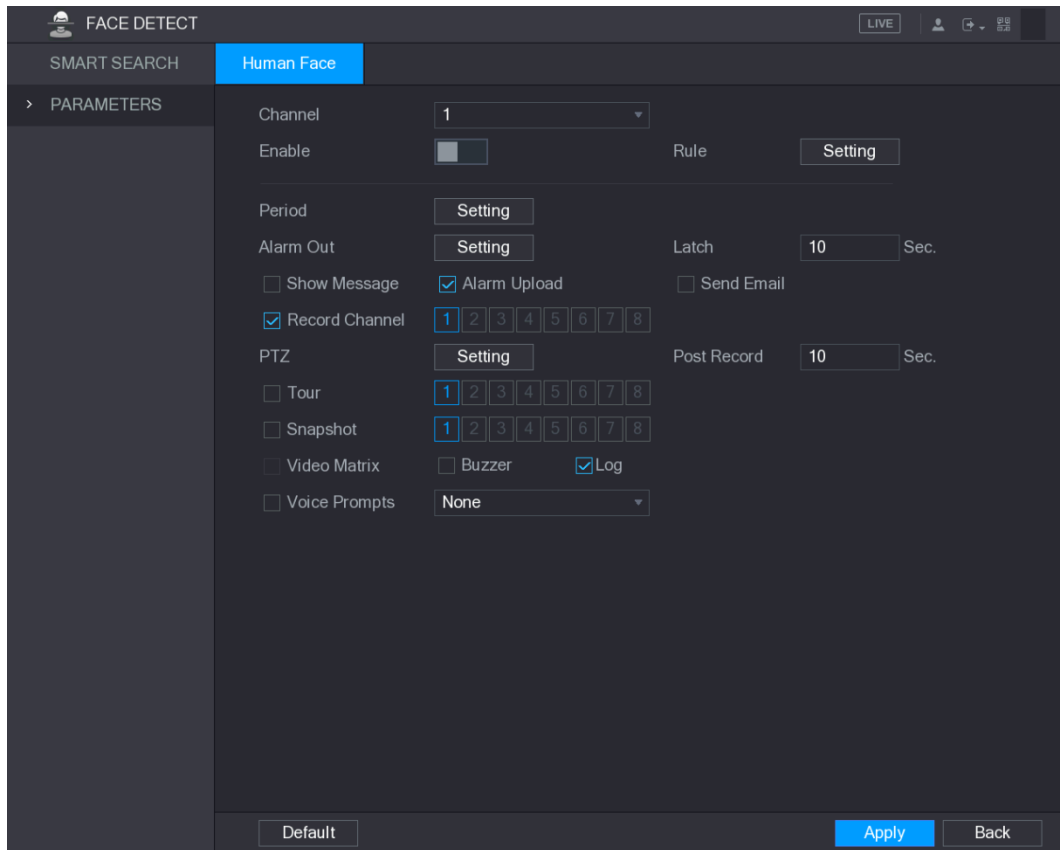 FACE DETECT LIVE
SMART SEARCH Human Face
> PARAMETERS
Channel 1
Enable Rule Setting
Period Setting
Alarm Out Setting Latch 10 Sec.
Show Message Alarm Upload Send Email
Record Channel 1 2 3 4 5 6 7 8
PTZ Setting Post Record 10 Sec.
Tour 1 2 3 4 5 6 7 8
Snapshot 1 2 3 4 5 6 7 8
Video Matrix Buzzer Log
Voice Prompts None
Default Apply Back